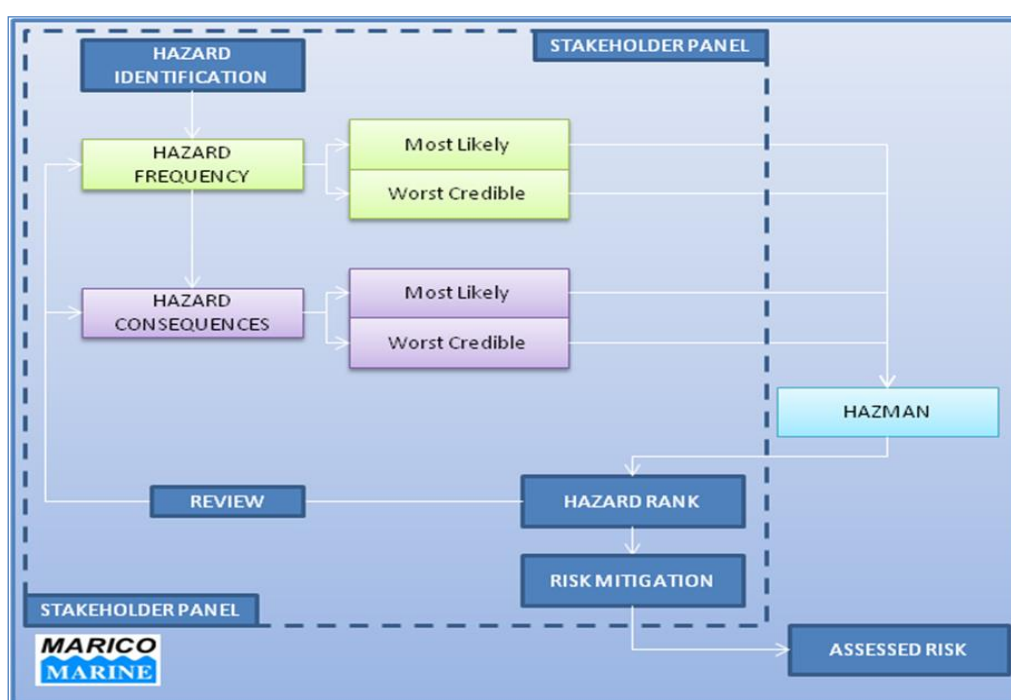 STAKEHOLDER PANEL
HAZARD
IDENTIFICATION
HAZARD
FREQUENCY
Most Likely
Worst Credible
HAZARD
CONSEQUENCES
Most Likely
Worst Credible
HAZMAN
REVIEW
HAZARD RANK
RISK MITIGATION
STAKEHOLDER PANEL
ASSESSED RISK
MARICO
MARINE